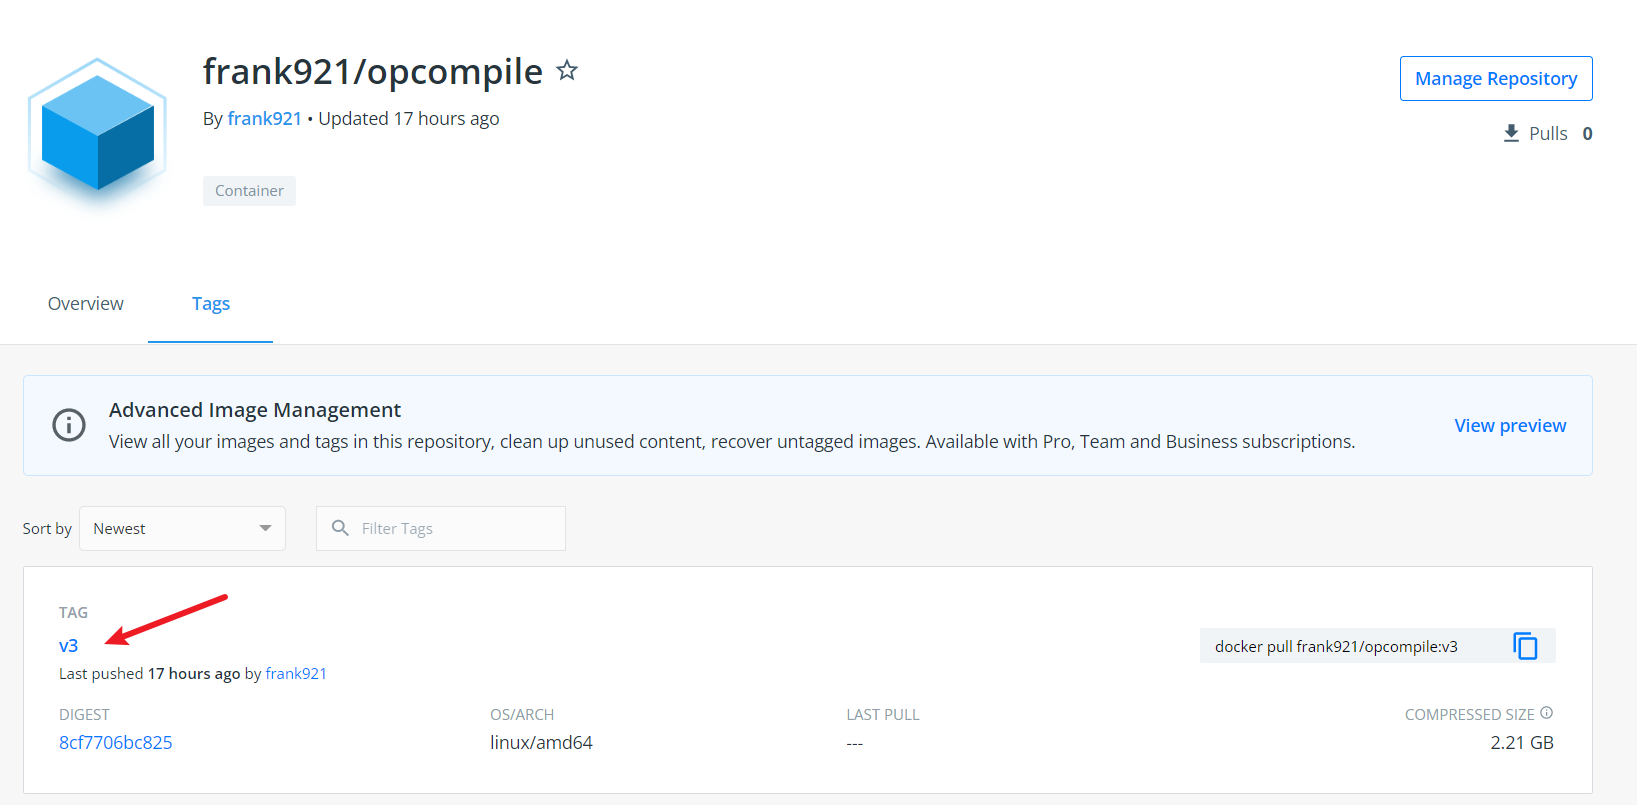 frank921/opcompile
Manage Repository
By frank921 • Updated 17 hours ago
Pulls 0
Container
Overview Tags
Advanced Image Management
View all your images and tags in this repository, clean up unused content, recover untagged images. Available with Pro, Team and Business subscriptions.
View preview
Sort by Newest Filter Tags
TAG
v3
docker pull frank921/opcompile:v3
Last pushed 17 hours ago by frank921
DIGEST OS/ARCH LAST PULL COMPRESSED SIZE
8cf7706bc825 linux/amd64 --- 2.21 GB